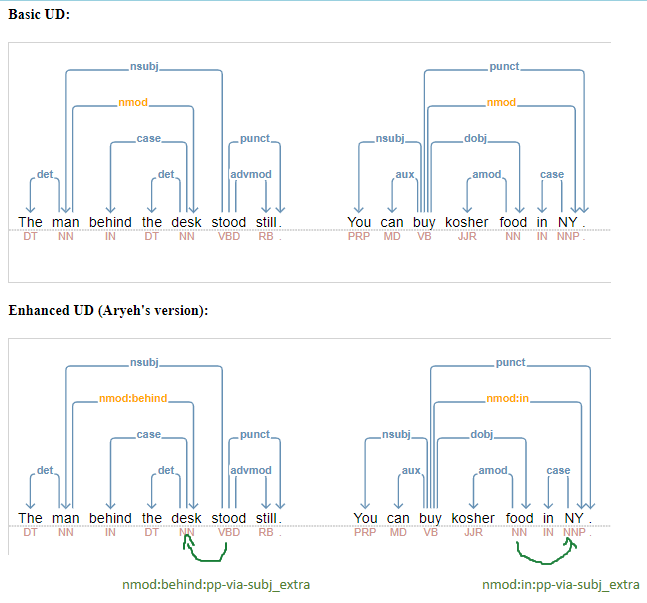 Basic UD:
nsubj punct
nmod nmod
case punct nsubj dobj
det det advmod aux amod case
The man behind the desk stood still. You can buy kosher food in NY .
DT NN IN DT NN VBD RB . PRP MD VB JJR NN IN NNP .
Enhanced UD (Aryeh's version):
nsubj punct
nmod:behind nmod:in
case punct nsubj dobj
det det advmod aux amod case
The man behind the desk stood still. You can buy kosher food in NY .
DT NN IN DT NN VBD RB . PRP MD VB JJR NN IN NNP .
nmod:behind:pp-via-subj_extra nmod:in:pp-via-subj_extra